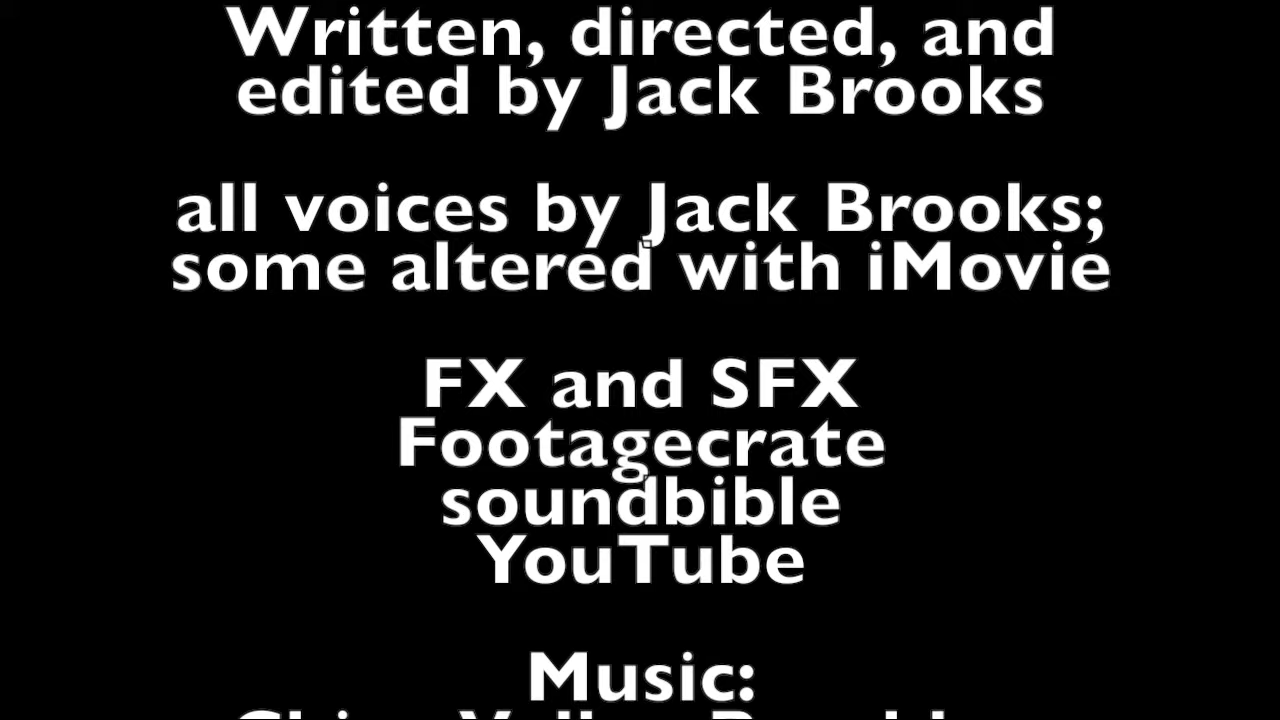 Written, directed, and
edited by Jack Brooks
all voices by Jack Brooks;
some altered with iMovie
FX and SFX
Footagecrate
soundbible
YouTube
Music: